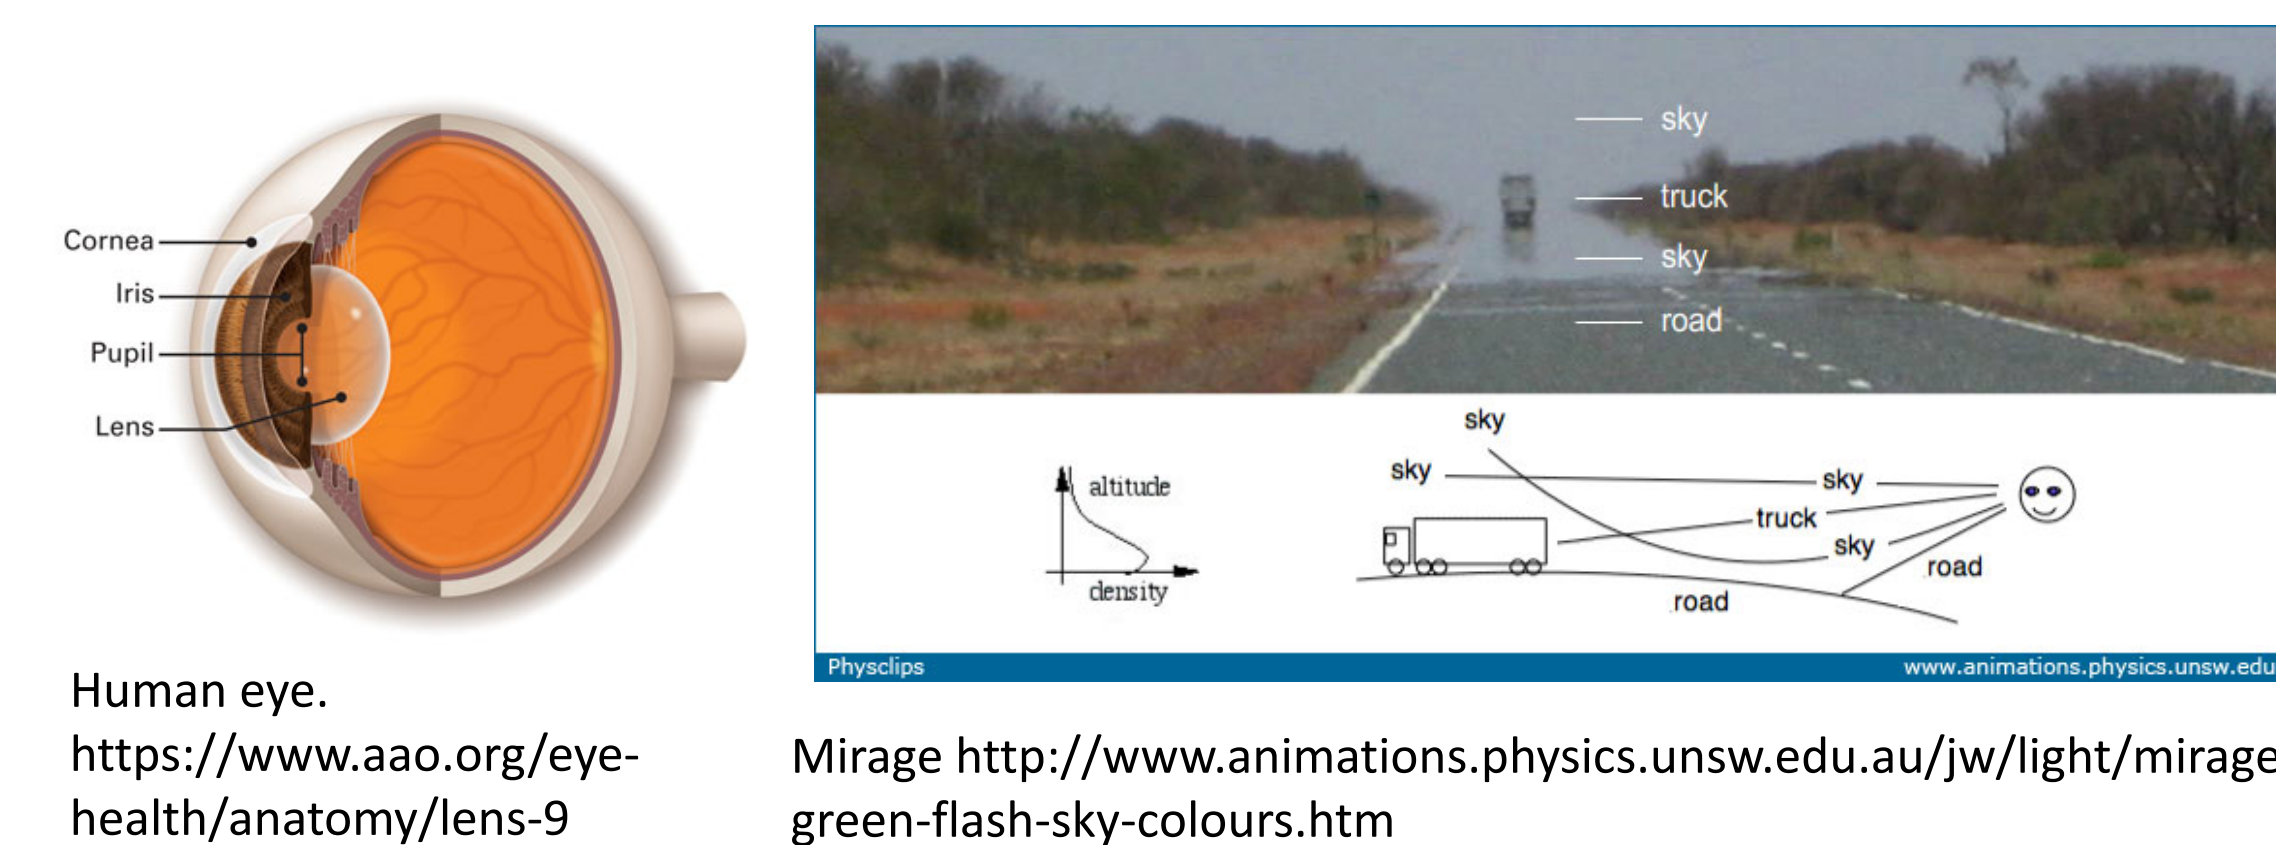 Cornea
Iris
Pupil
Lens
Human eye.
https://www.aao.org/eye-
health/anatomy/lens-9
sky
truck
sky
road
altitude
density
sky
sky
sky
truck
sky
road
road
Physclips
www.animations.physics.unsw.edu
Mirage http://www.animations.physics.unsw.edu.au/jw/light/mirage
green-flash-sky-colours.htm